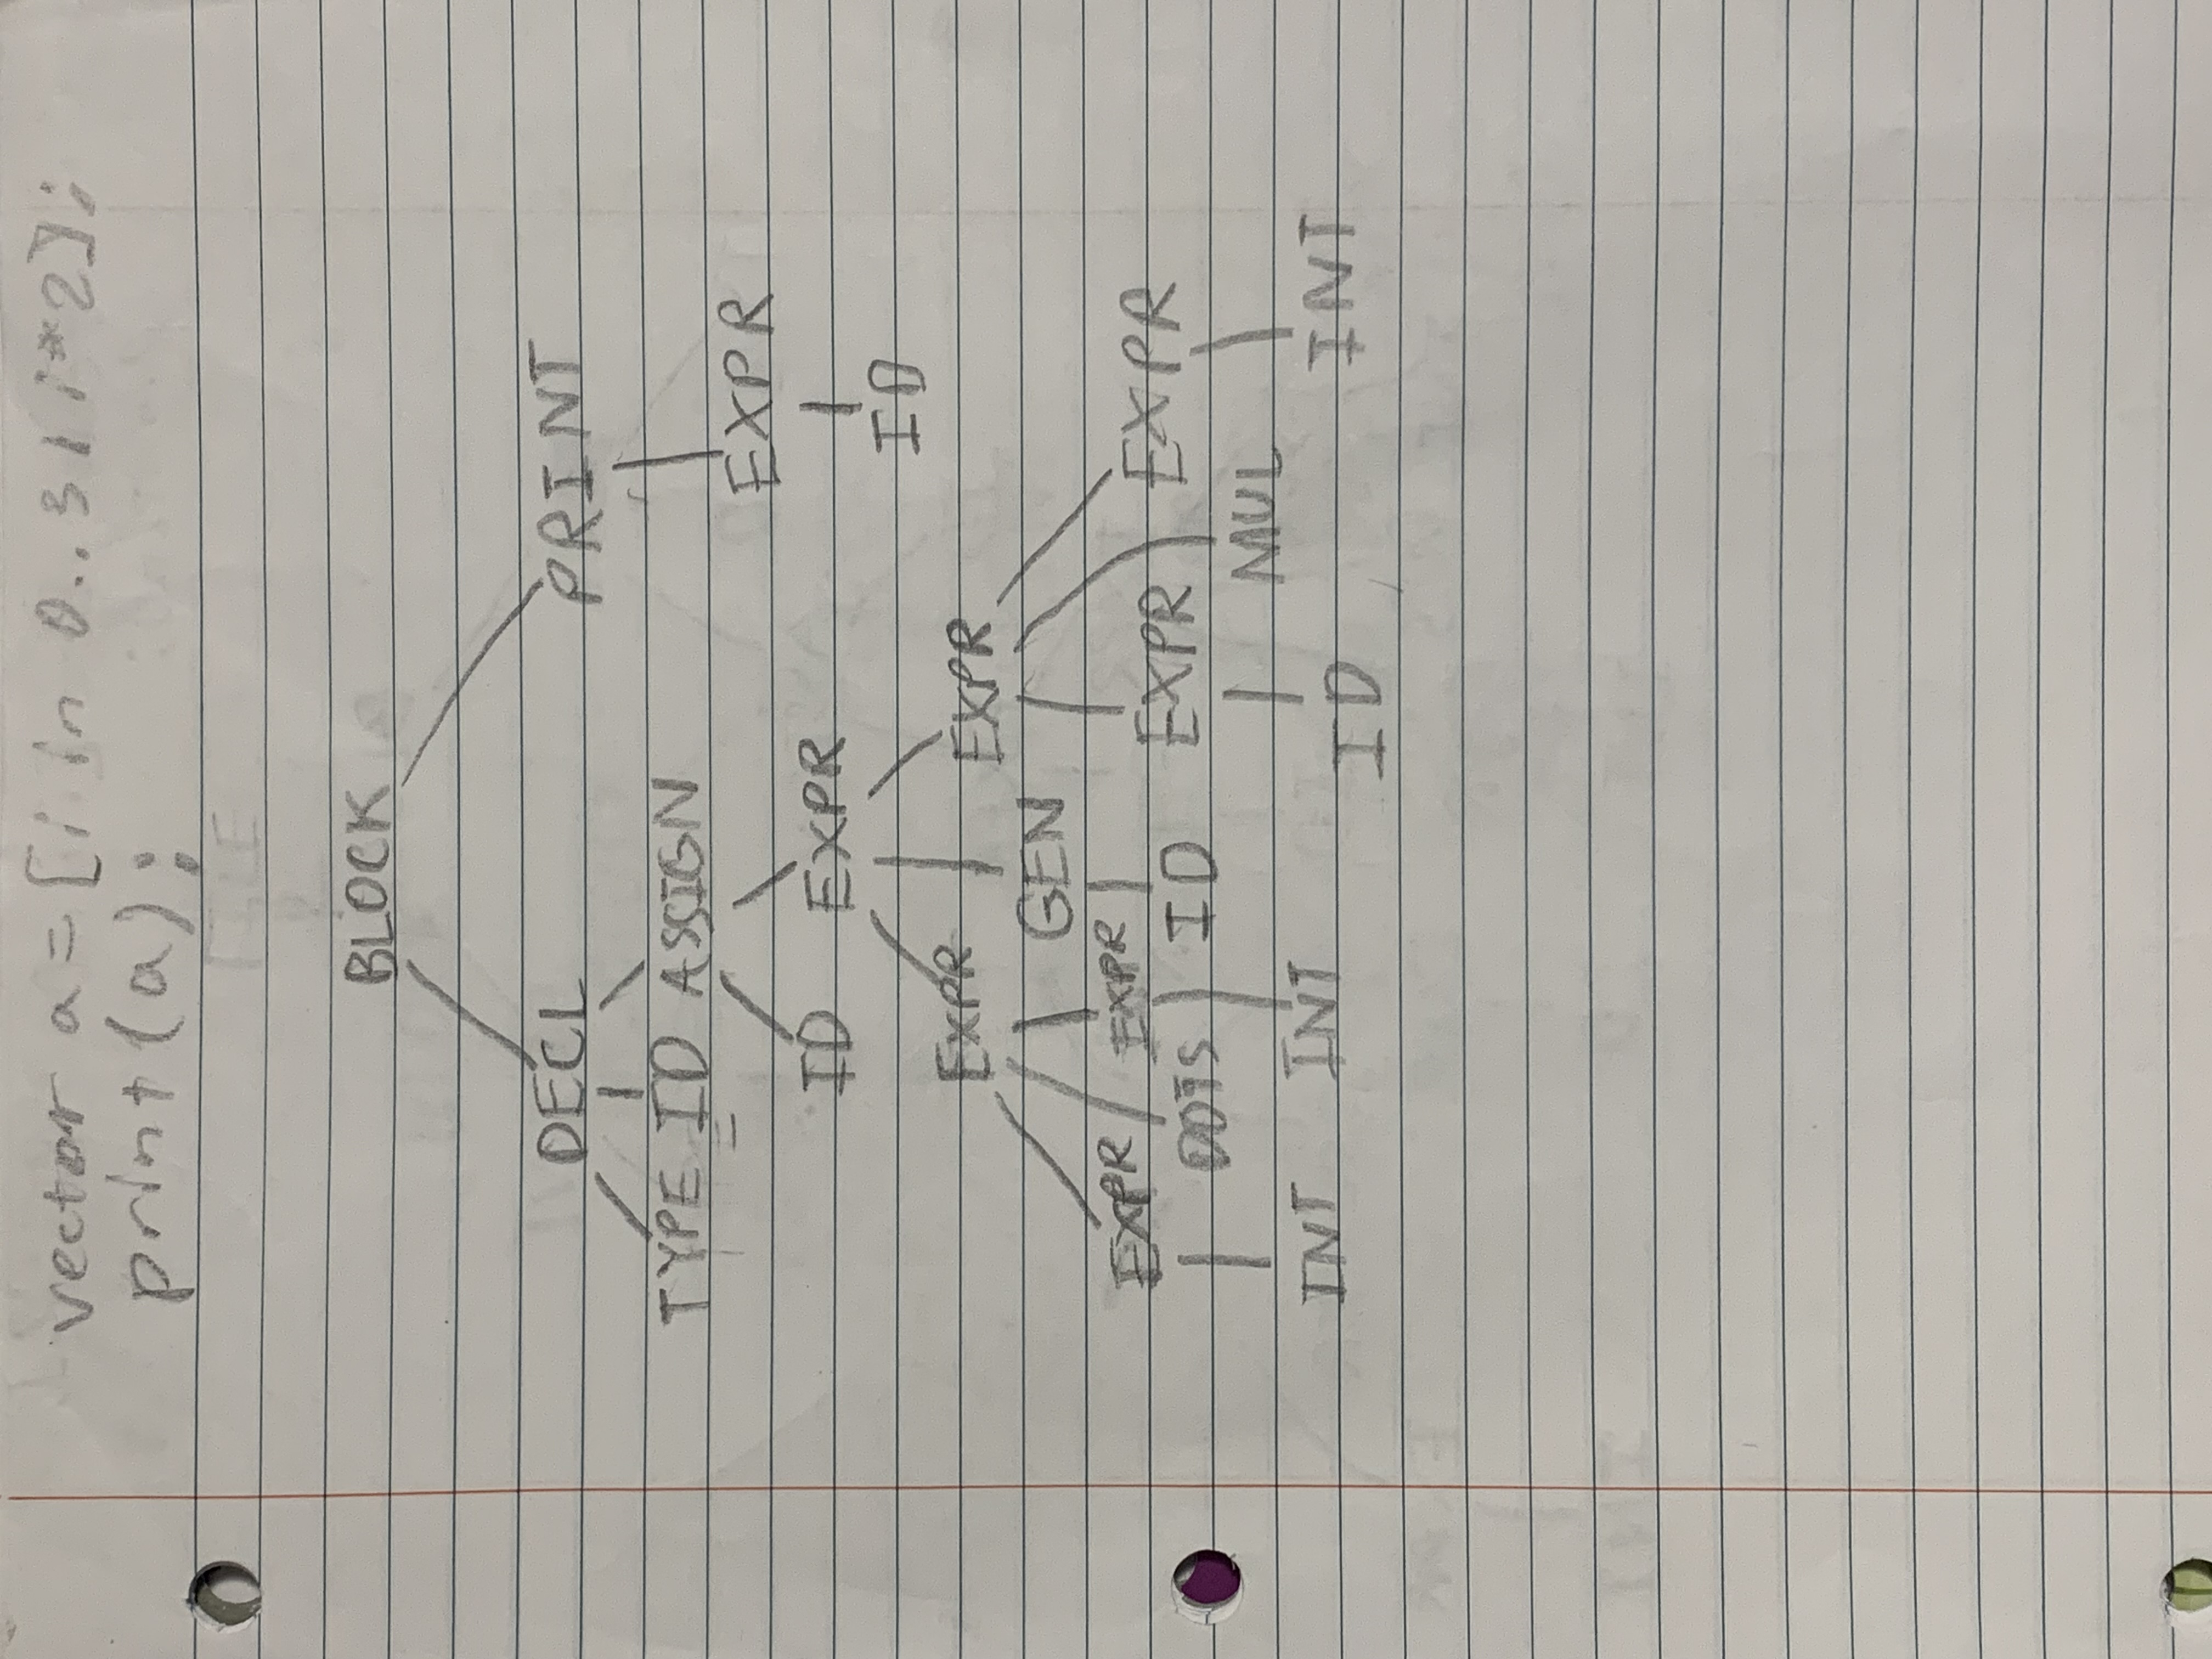 vector a = [i in 0..3 | i*2];
print(a);
BLOCK
DECL PRINT
TYPE ID ASSIGN
EXPR
ID EXPR
ID
EXPR EXPR
GEN
EXPR EXPR EXPR EXPR
DOTS ID
MUL
INT INT ID INT